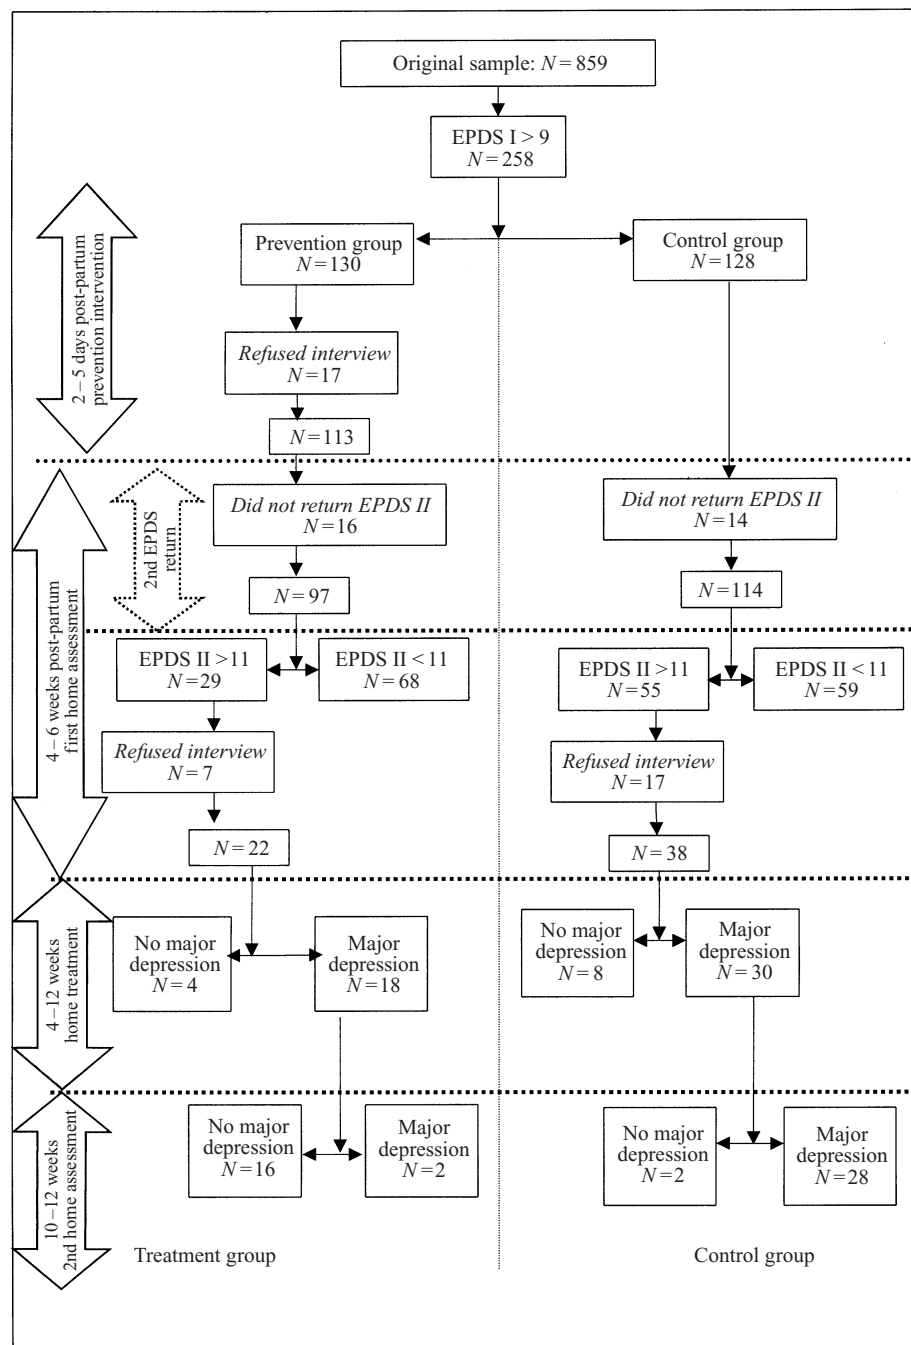 Original sample: N = 859
EPDS I > 9
N = 258
Prevention group
N = 130
Control group
N = 128
2 – 5 days post-partum
prevention intervention
Refused interview
N = 17
N = 113
Did not return EPDS II
N = 16
Did not return EPDS II
N = 14
2nd EPDS
return
N = 97
N = 114
4 – 6 weeks post-partum
first home assessment
EPDS II >11
N = 29
EPDS II < 11
N = 68
EPDS II >11
N = 55
EPDS II < 11
N = 59
Refused interview
N = 7
Refused interview
N = 17
N = 22
N = 38
4 –12 weeks
home treatment
No major
depression
N = 4
Major
depression
N = 18
No major
depression
N = 8
Major
depression
N = 30
10 – 12 weeks
2nd home assessment
No major
depression
N = 16
Major
depression
N = 2
No major
depression
N = 2
Major
depression
N = 28
Treatment group
Control group